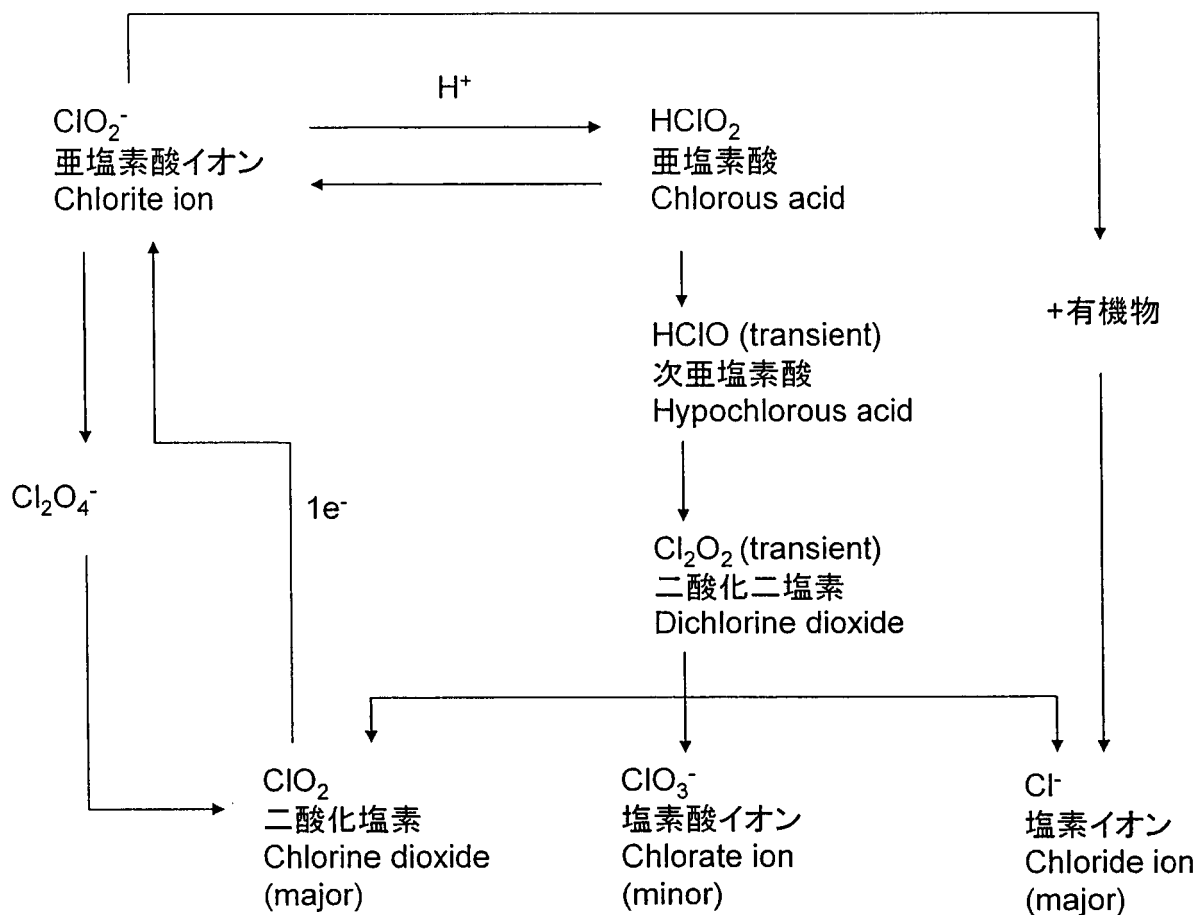 H⁺
ClO₂⁻
亜塩素酸イオン
Chlorite ion
HClO₂
亜塩素酸
Chlorous acid
+有機物
HClO (transient)
次亜塩素酸
Hypochlorous acid
Cl₂O₄⁻
1e⁻
Cl₂O₂ (transient)
二酸化二塩素
Dichlorine dioxide
ClO₂
二酸化塩素
Chlorine dioxide
(major)
ClO₃⁻
塩素酸イオン
Chlorate ion
(minor)
Cl⁻
塩素イオン
Chloride ion
(major)